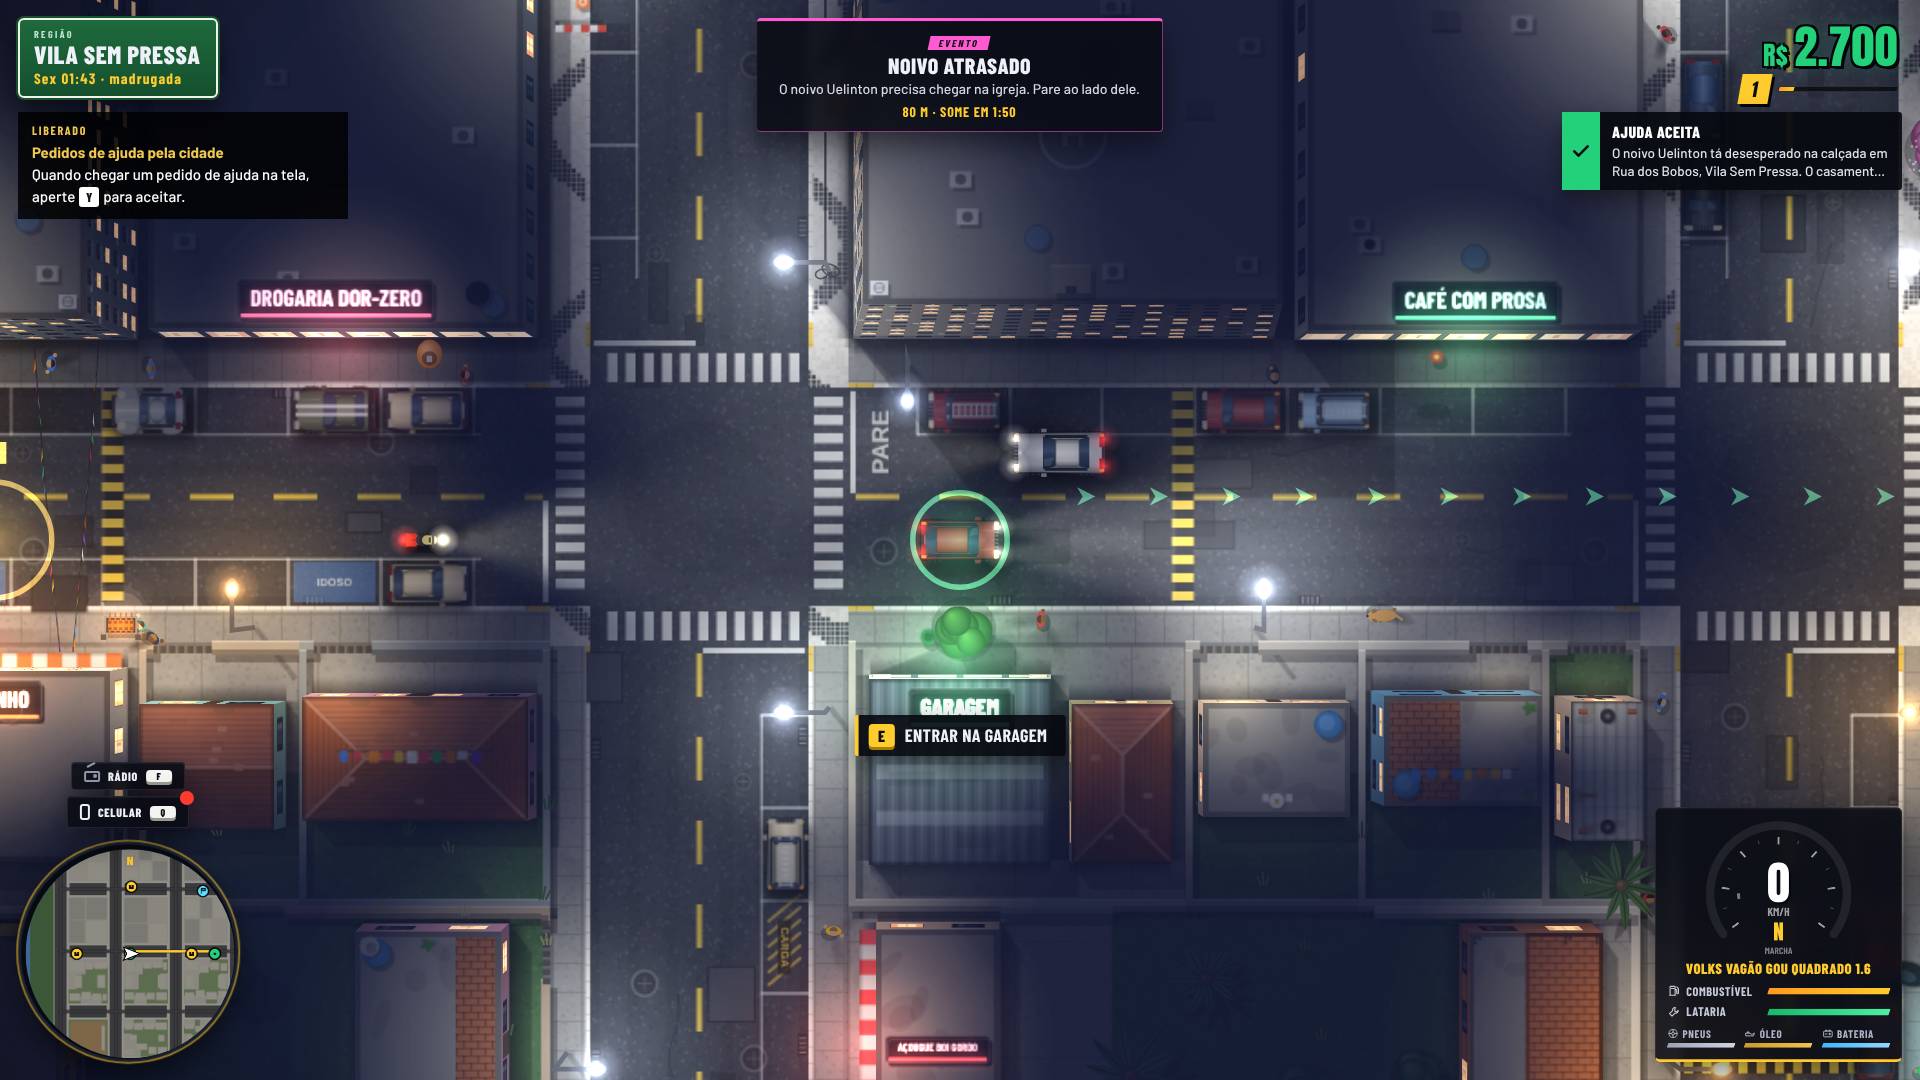 REGIÃO
VILA SEM PRESSA
Sex 01:43 · madrugada
LIBERADO
Pedidos de ajuda pela cidade
Quando chegar um pedido de ajuda na tela,
aperte Y para aceitar.
EVENTO
NOIVO ATRASADO
O noivo Uelinton precisa chegar na igreja. Pare ao lado dele.
80 M · SOME EM 1:50
R$ 2.700
1
AJUDA ACEITA
O noivo Uelinton tá desesperado na calçada em
Rua dos Bobos, Vila Sem Pressa. O casament...
DROGARIA DOR-ZERO
CAFÉ COM PROSA
PARE
IDOSO
NHO
GARAGEM
E ENTRAR NA GARAGEM
RÁDIO F
CELULAR Q
N
CARGA
AÇOUGUE BOI GORDO
0
KM/H
N
MARCHA
VOLKS VAGÃO GOU QUADRADO 1.6
COMBUSTÍVEL
LATARIA
PNEUS ÓLEO BATERIA